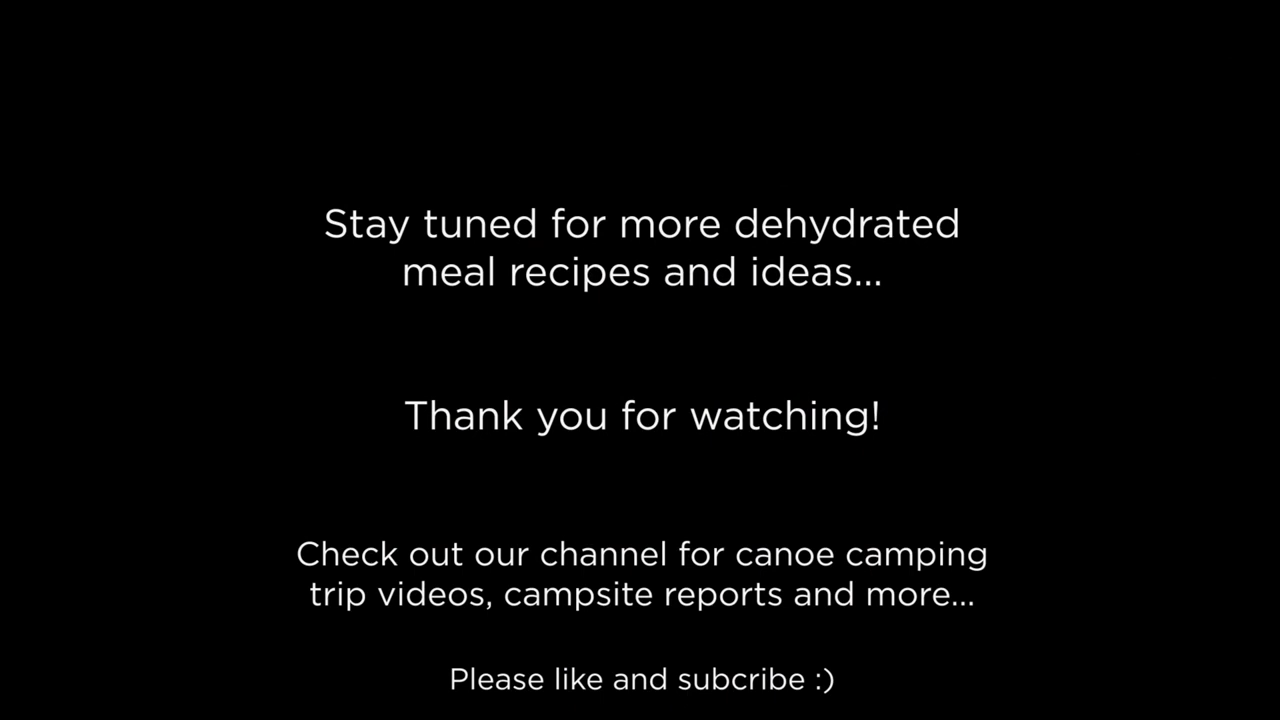 Stay tuned for more dehydrated
meal recipes and ideas...
Thank you for watching!
Check out our channel for canoe camping
trip videos, campsite reports and more...
Please like and subcribe :)